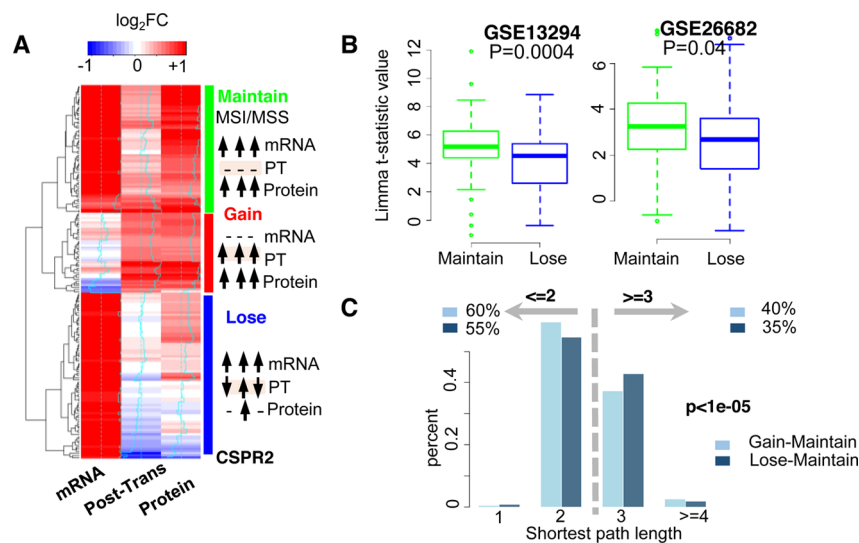 A
log2FC
-1 0 +1
Maintain
MSI/MSS
mRNA
PT
Protein
Gain
mRNA
PT
Protein
Lose
mRNA
PT
Protein
CSPR2
mRNA
Post-Trans
Protein
B
GSE13294
P=0.0004
GSE26682
P=0.04
Limma t-statistic value
12
10
8
6
4
2
0
Maintain Lose
6
4
2
0
Maintain Lose
C
<=2
>=3
60%
55%
40%
35%
percent
0.4
0.2
0
p<1e-05
Gain-Maintain
Lose-Maintain
1 2 3 >=4
Shortest path length